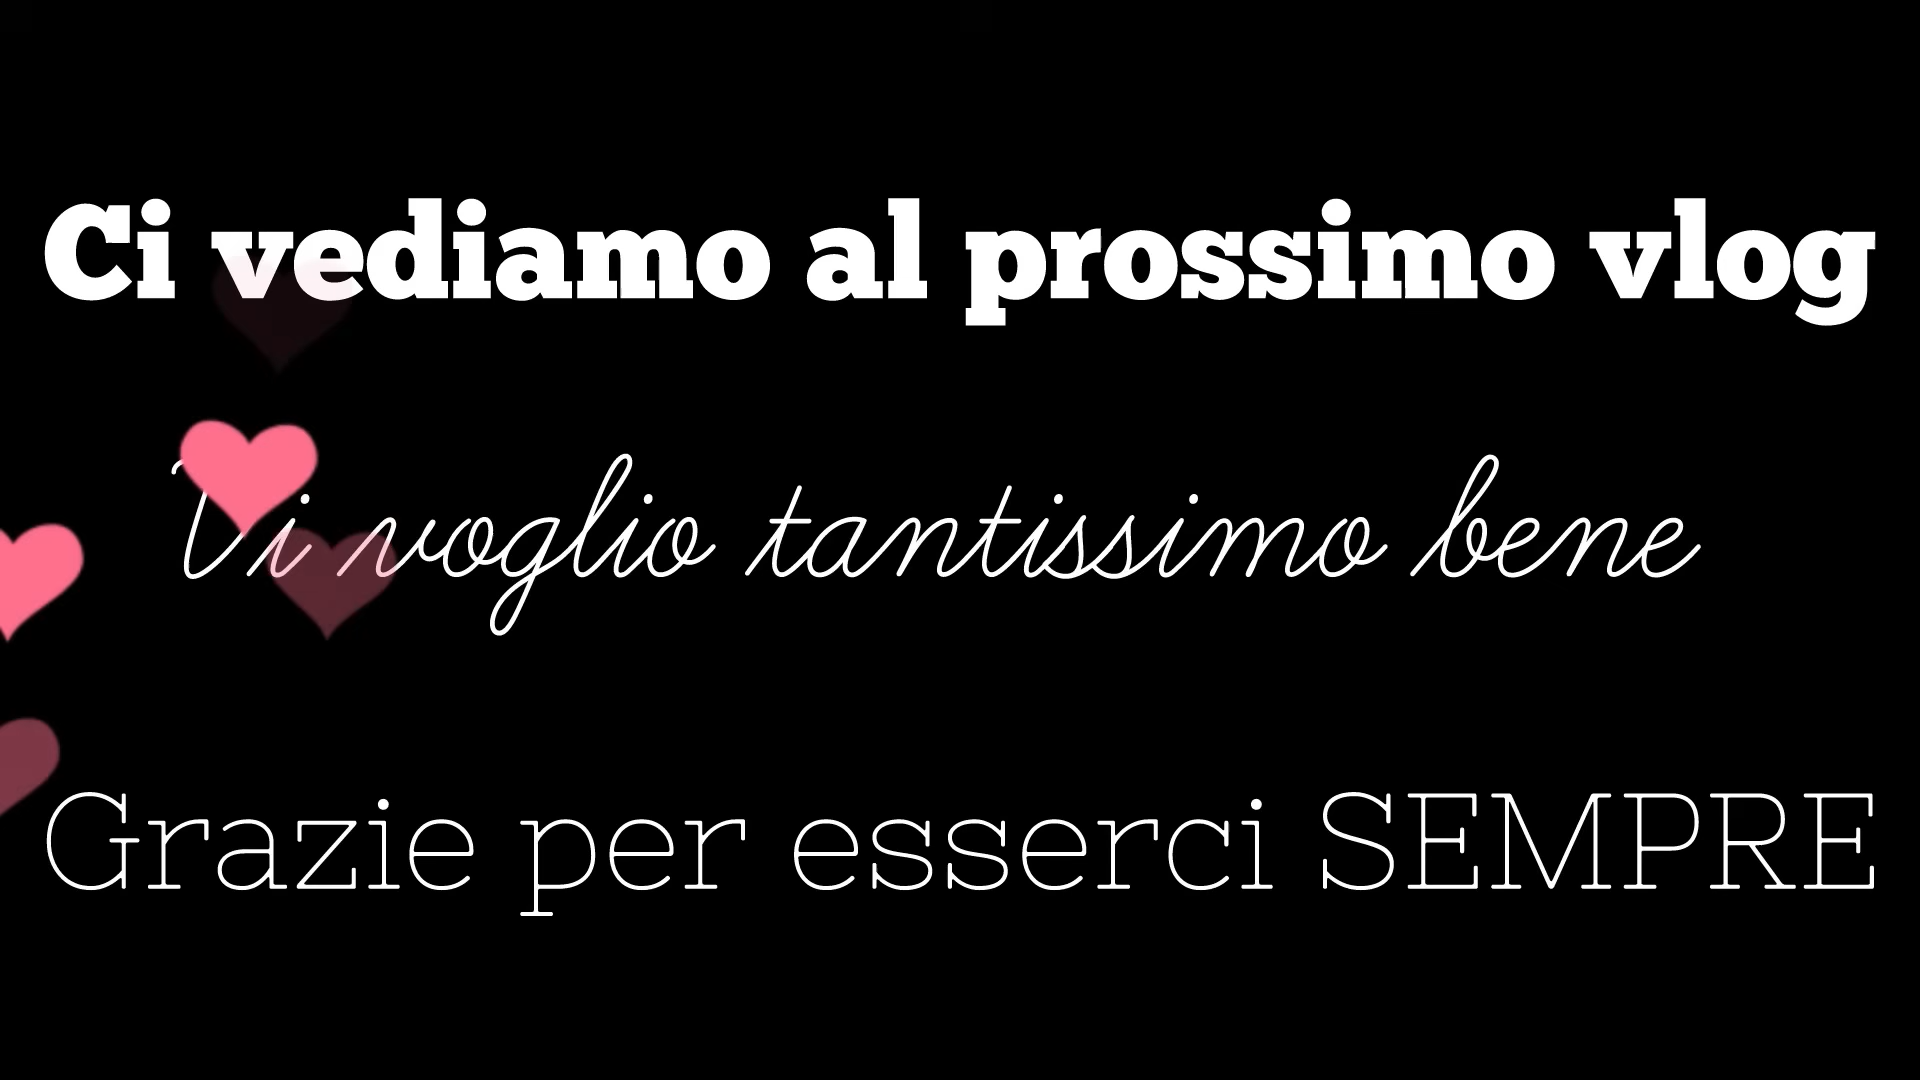 Ci vediamo al prossimo vlog
Vi voglio tantissimo bene
Grazie per esserci SEMPRE